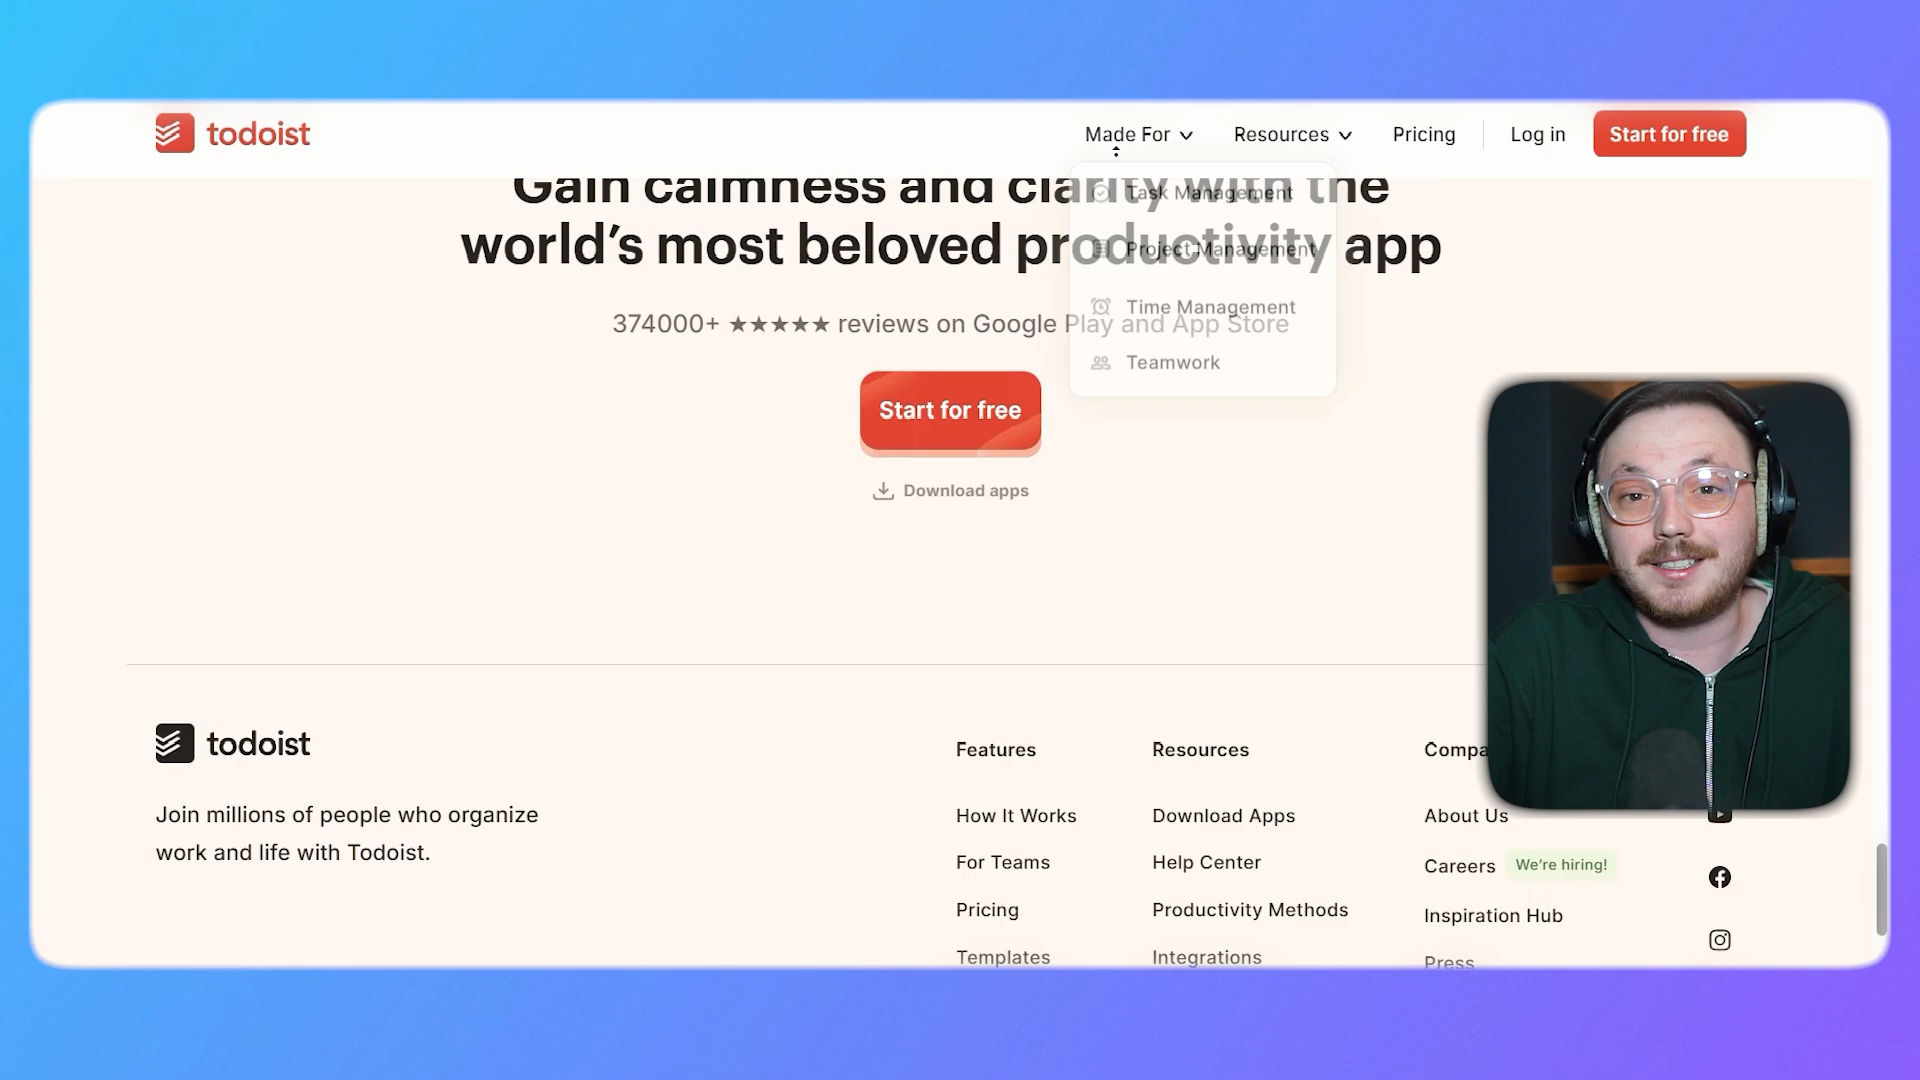 todoist
Made For
Resources
Pricing
Log in
Start for free
Gain calmness and clarity with the
world's most beloved productivity app
374000+ ★★★★★ reviews on Google Play and App Store
Task Management
Project Management
Time Management
Teamwork
Start for free
Download apps
todoist
Join millions of people who organize
work and life with Todoist.
Features
How It Works
For Teams
Pricing
Templates
Resources
Download Apps
Help Center
Productivity Methods
Integrations
Compa
About Us
Careers We're hiring!
Inspiration Hub
Press